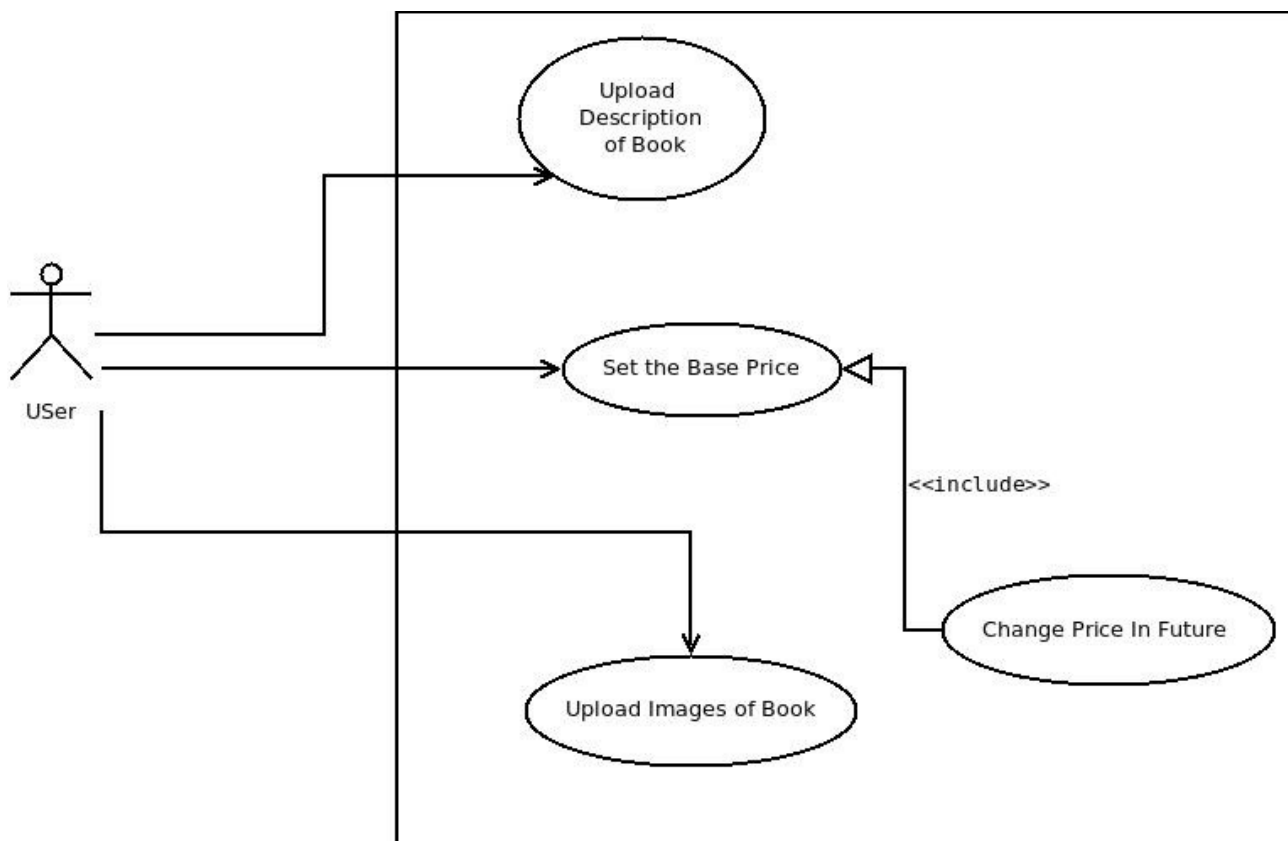 Upload
Description
of Book
Set the Base Price
USer
<<include>>
Change Price In Future
Upload Images of Book